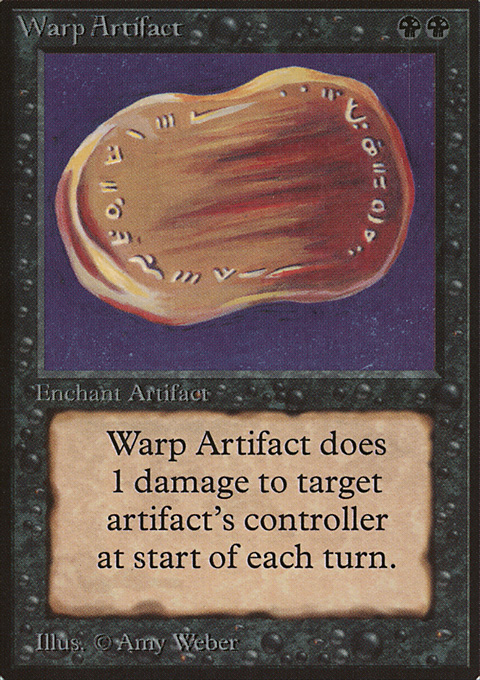 Warp Artifact
Enchant Artifact
Warp Artifact does
1 damage to target
artifact's controller
at start of each turn.
Illus. © Amy Weber